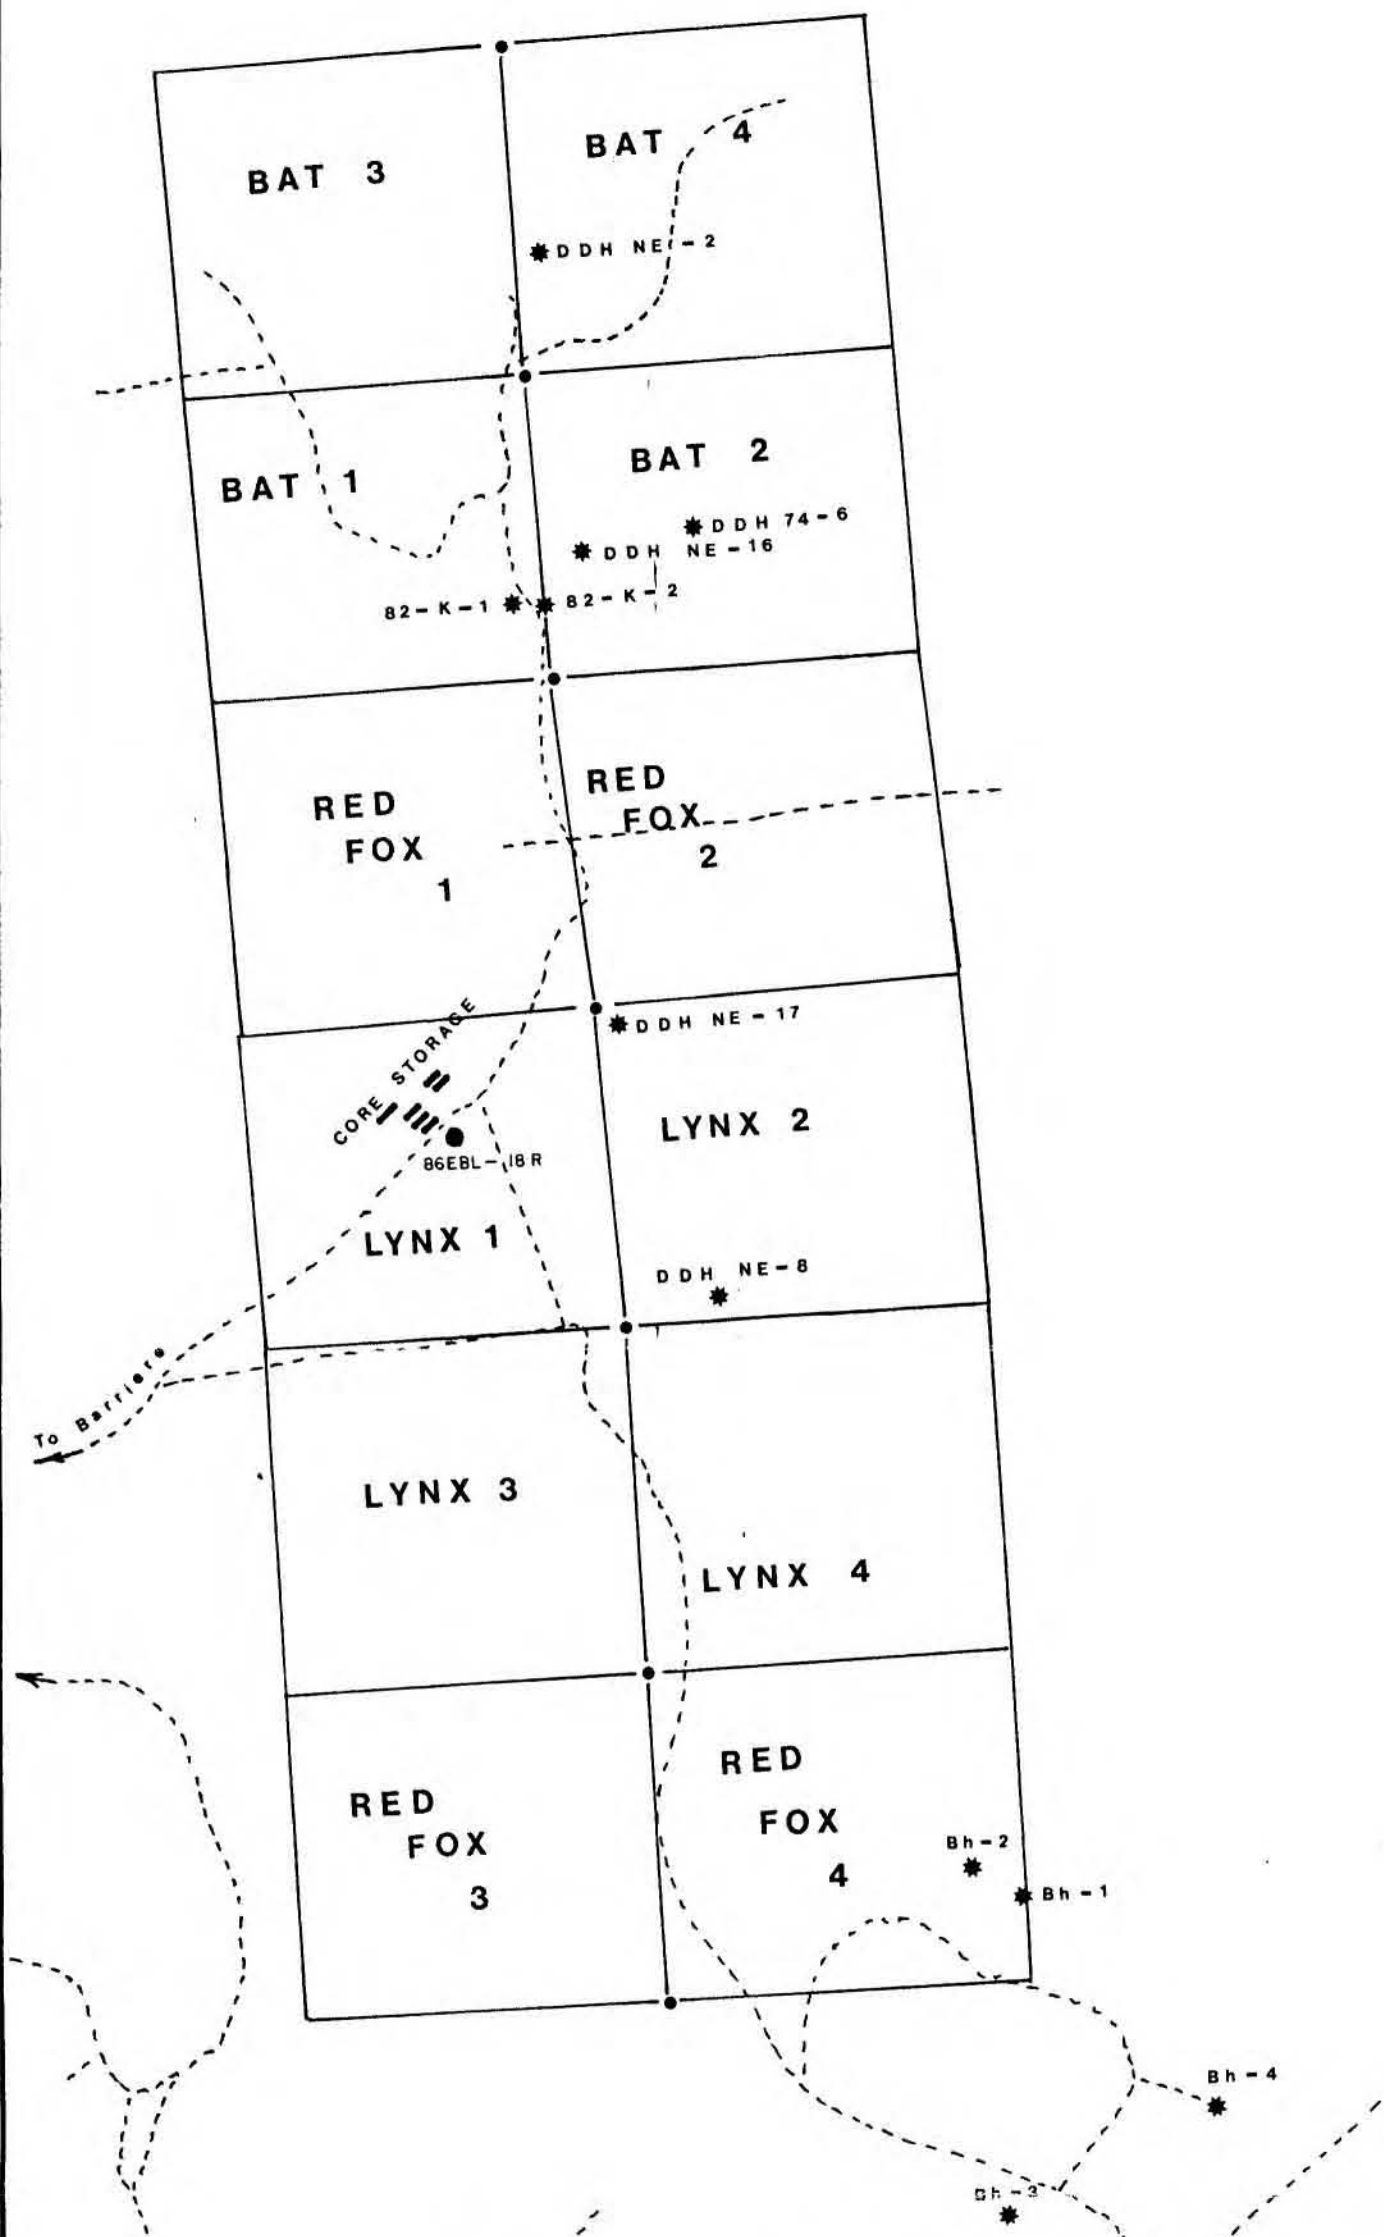 BAT 3
BAT 4
DDH NE - 2
BAT 1
BAT 2
DDH 74 - 6
DDH NE - 16
82 - K - 1
82 - K - 2
RED
FOX
1
RED
FOX
2
CORE STORAGE
DDH NE - 17
LYNX 2
86EBL - 18R
LYNX 1
DDH NE - 8
To Barriere
LYNX 3
LYNX 4
RED
FOX
3
RED
FOX
4
Bh - 2
Bh - 1
Bh - 4
Bh - 3